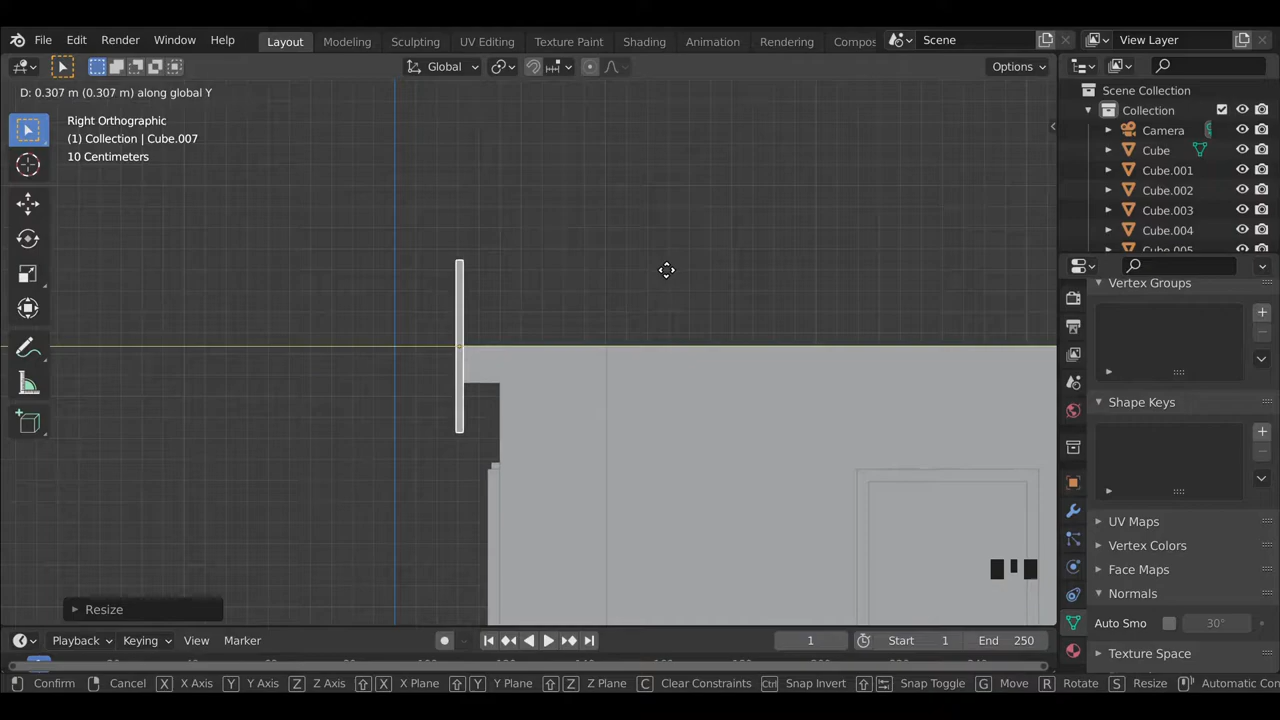 File Edit Render Window Help Layout Modeling Sculpting UV Editing Texture Paint Shading Animation Rendering Compos Scene View Layer
Global Options
D: 0.307 m (0.307 m) along global Y
Right Orthographic
(1) Collection | Cube.007
10 Centimeters
Scene Collection
Collection
Camera
Cube
Cube.001
Cube.002
Cube.003
Cube.004
Cube.005
Vertex Groups
Shape Keys
UV Maps
Vertex Colors
Face Maps
Normals
Auto Smo 30°
Texture Space
Resize
Playback Keying View Marker 1 Start 1 End 250
Confirm Cancel X X Axis Y Y Axis Z Z Axis X X Plane Y Y Plane Z Z Plane C Clear Constraints Ctrl Snap Invert Snap Toggle G Move R Rotate S Resize Automatic Con